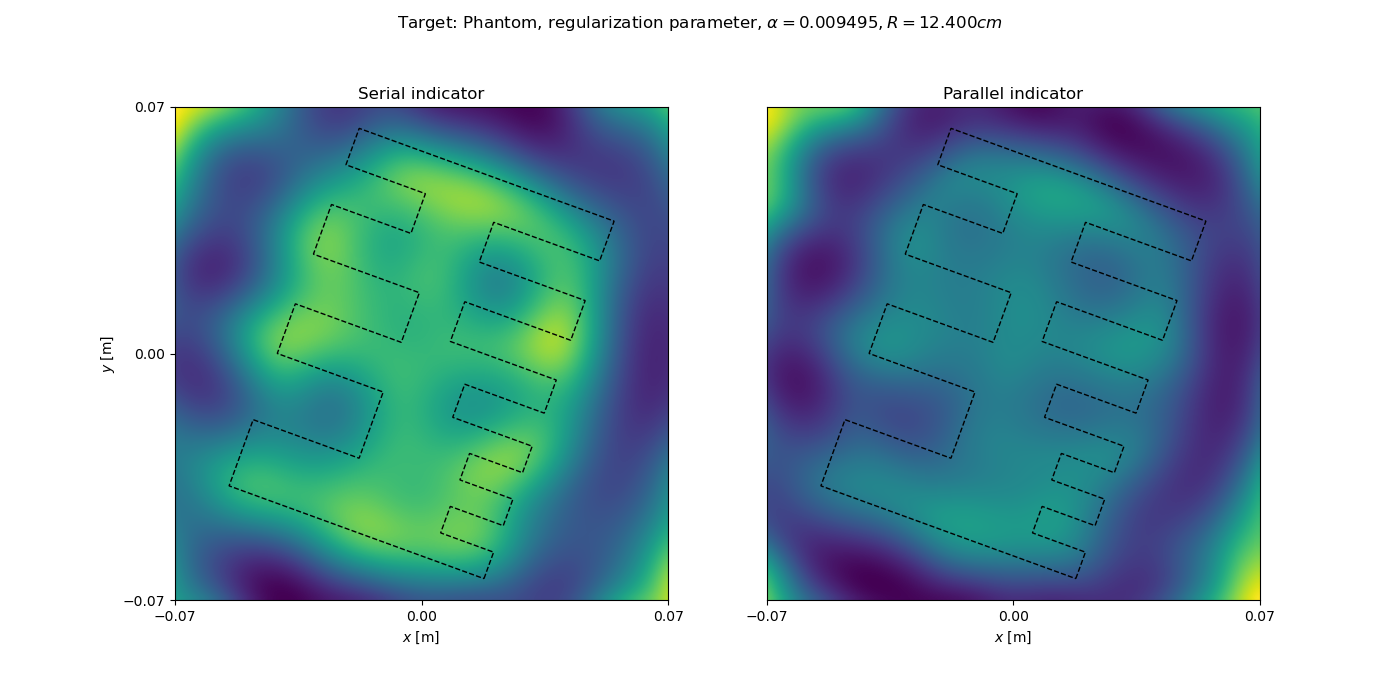 Target: Phantom, regularization parameter, α = 0.009495, R = 12.400cm
Serial indicator
Parallel indicator
0.07
0.00
−0.07
y [m]
−0.07 0.00 0.07
−0.07 0.00 0.07
x [m]
x [m]